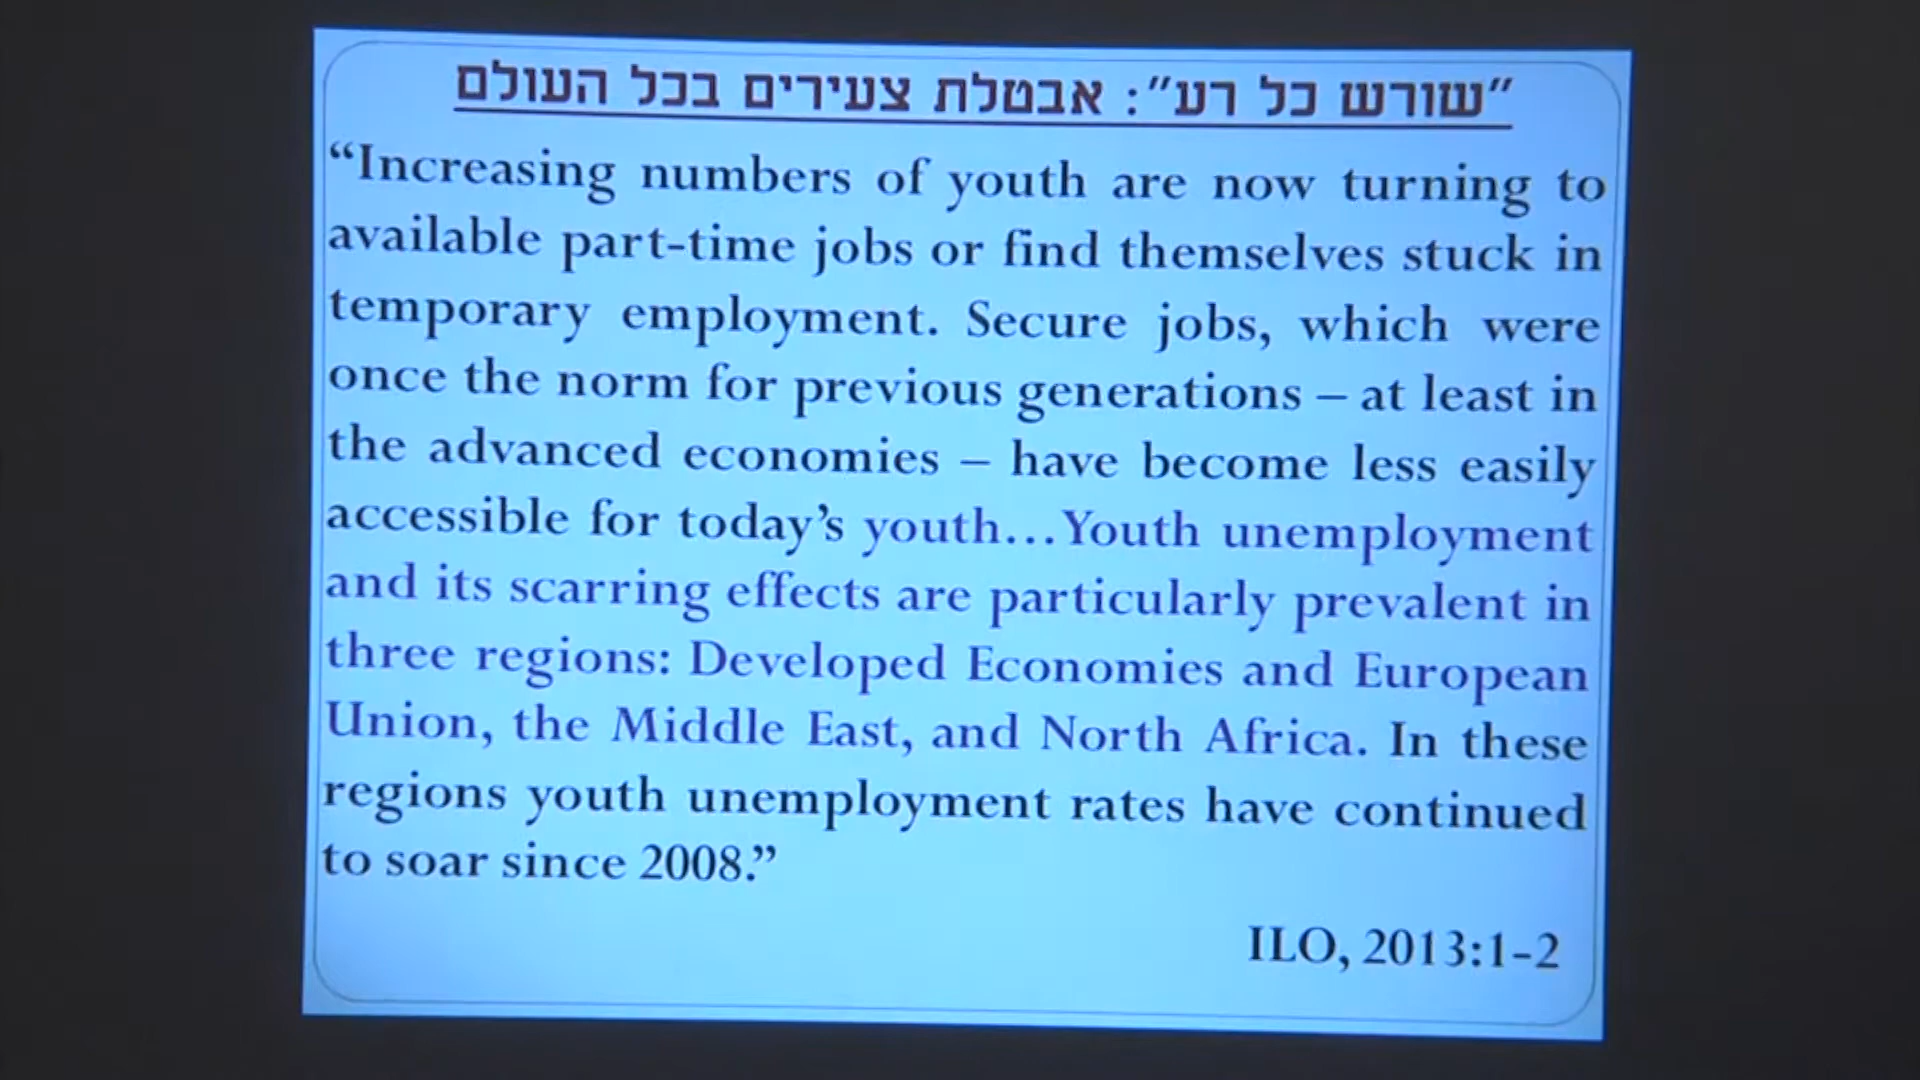 "שורש כל רע": אבטלת צעירים בכל העולם
“Increasing numbers of youth are now turning to
available part-time jobs or find themselves stuck in
temporary employment. Secure jobs, which were
once the norm for previous generations – at least in
the advanced economies – have become less easily
accessible for today’s youth…Youth unemployment
and its scarring effects are particularly prevalent in
three regions: Developed Economies and European
Union, the Middle East, and North Africa. In these
regions youth unemployment rates have continued
to soar since 2008.”
ILO, 2013:1-2